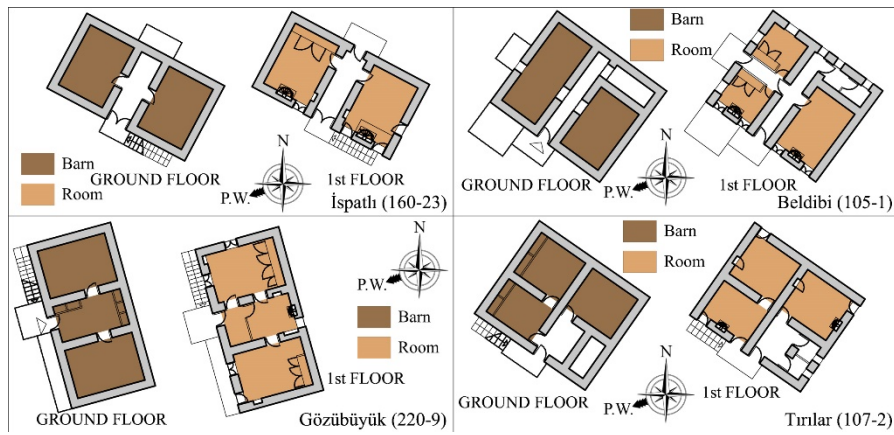 Barn
Room
GROUND FLOOR
N
P.W.
1st FLOOR
İspatlı (160-23)
Barn
Room
GROUND FLOOR
N
P.W.
1st FLOOR
Beldibi (105-1)
N
P.W.
Barn
Room
1st FLOOR
GROUND FLOOR
Gözübüyük (220-9)
Barn
Room
GROUND FLOOR
N
P.W.
1st FLOOR
Tırılar (107-2)